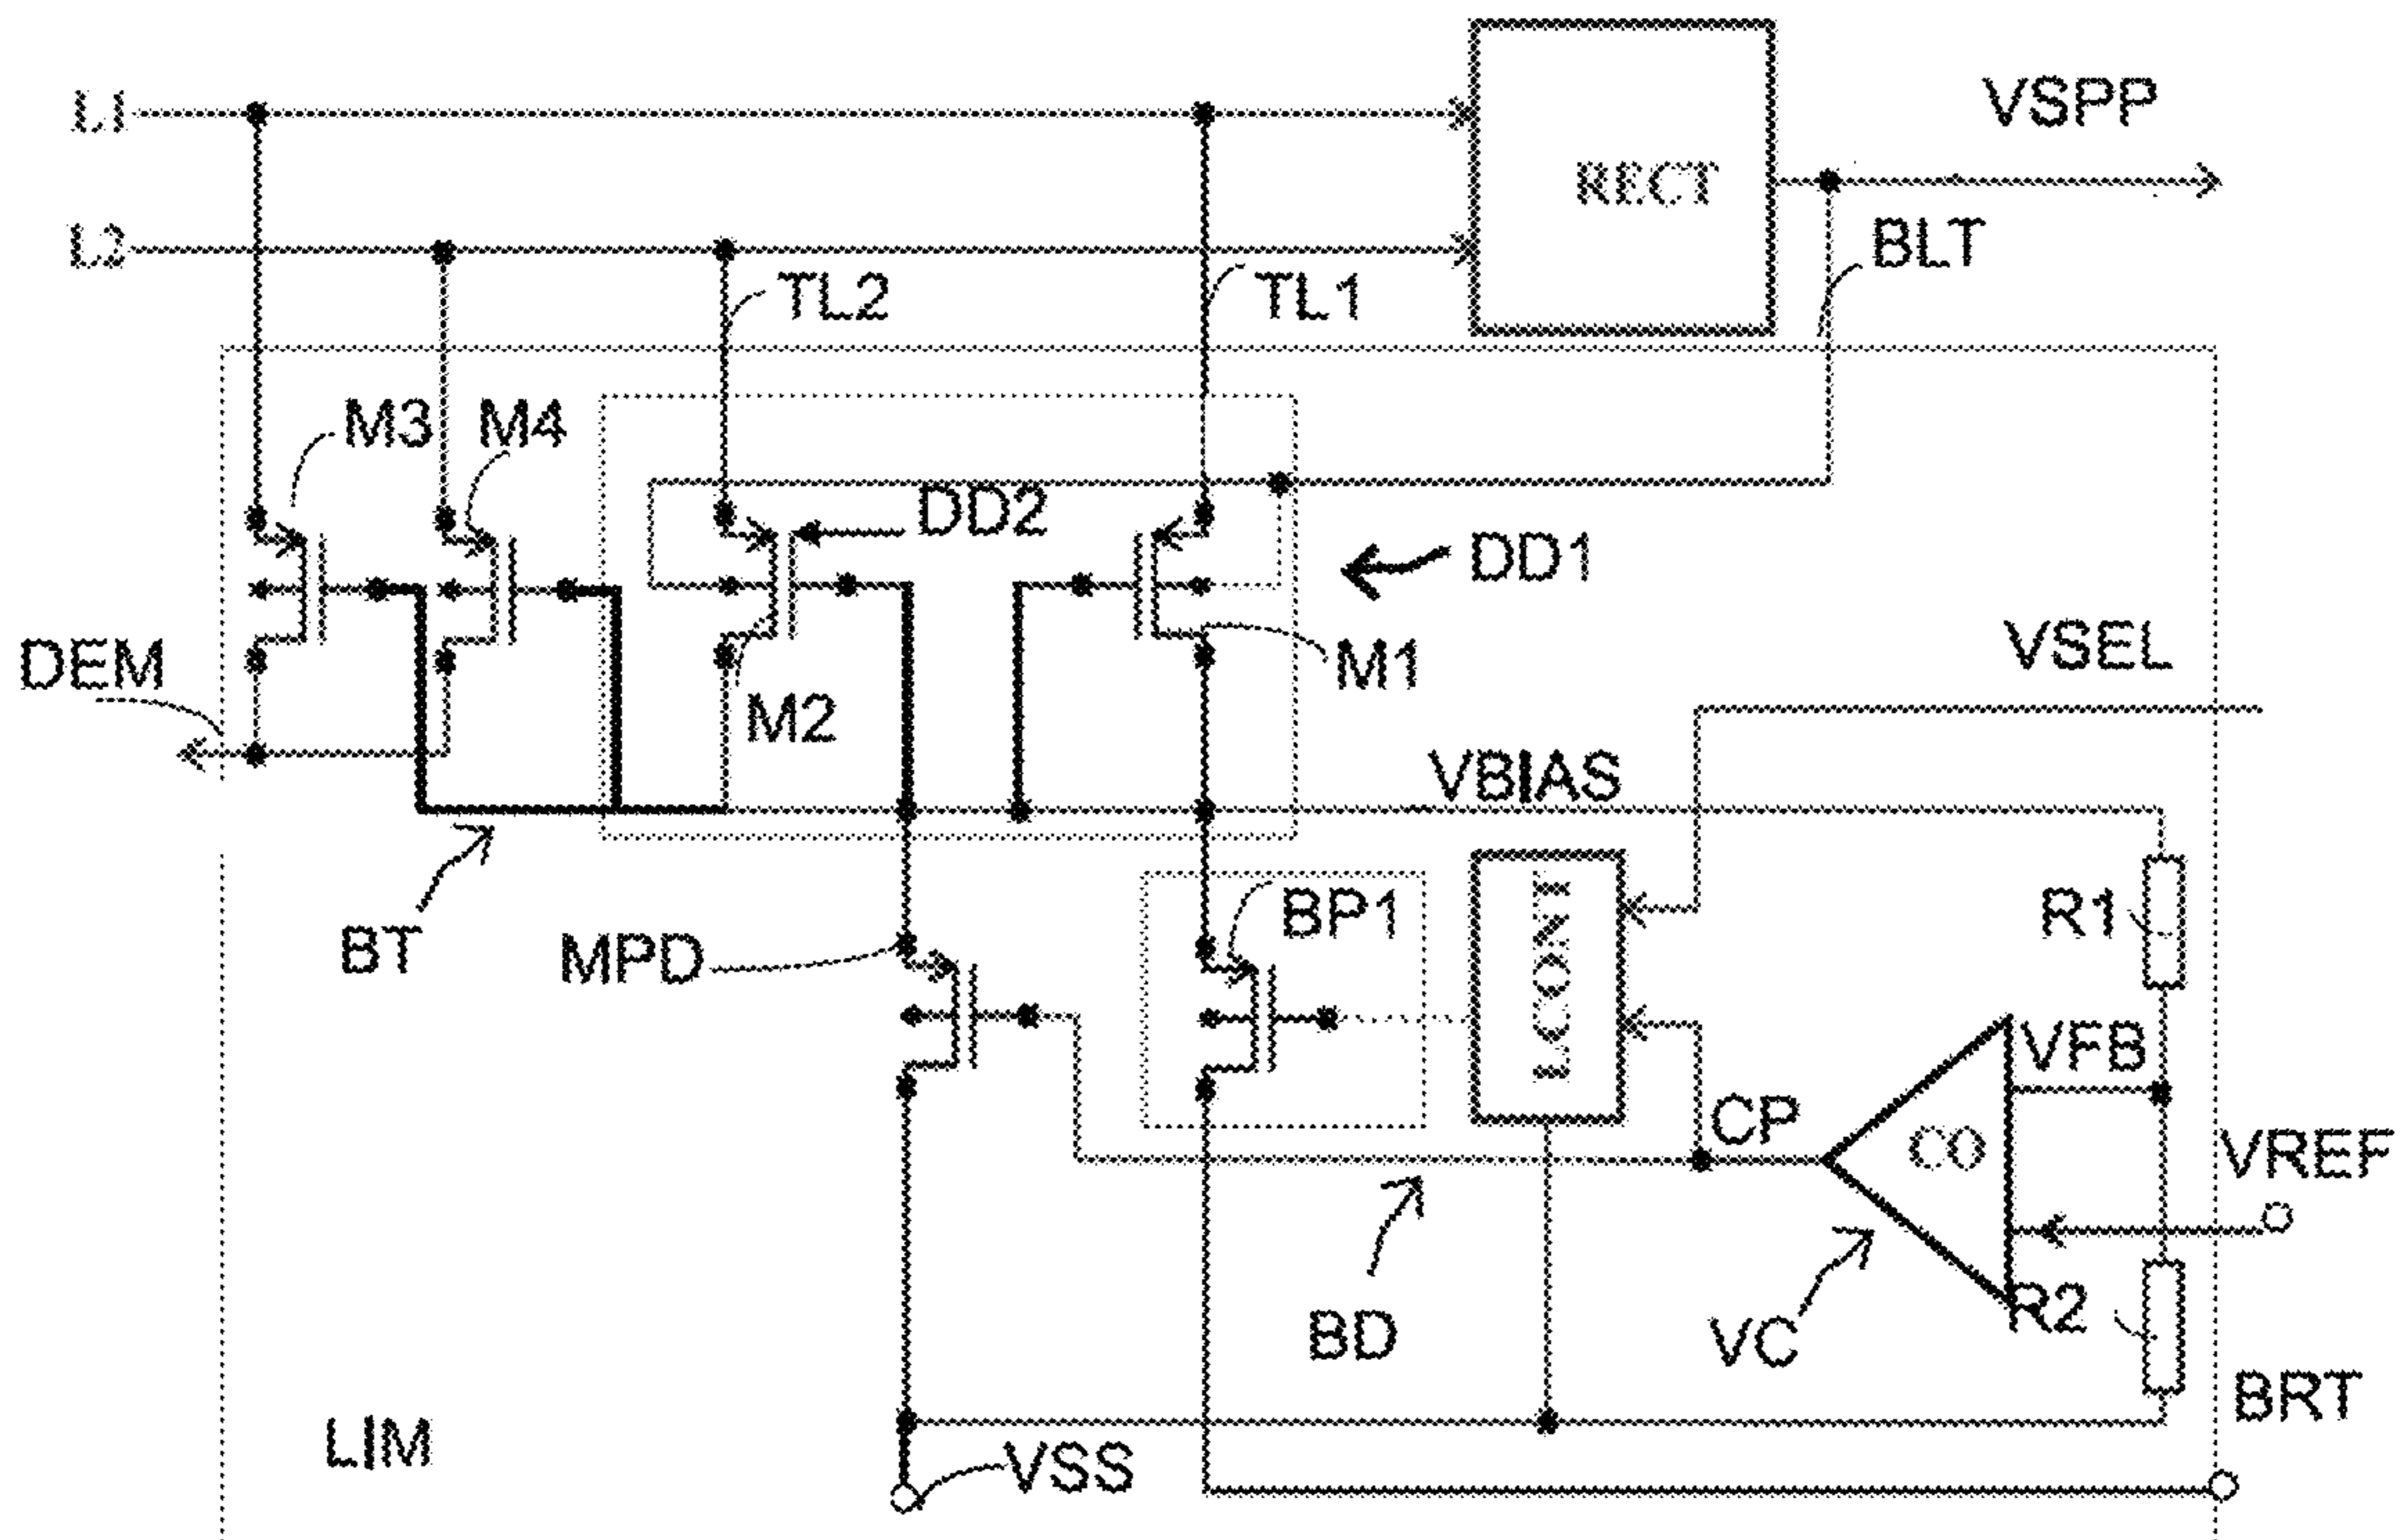 L1
VSPP
RECT
L2
BLT
TL2
TL1
M3
M4
DD2
DD1
DEM
M1
VSEL
M2
VBIAS
BT
MPD
BP1
LCONT
R1
VFB
CP
CO
VREF
BD
VC
R2
BRT
LIM
VSS